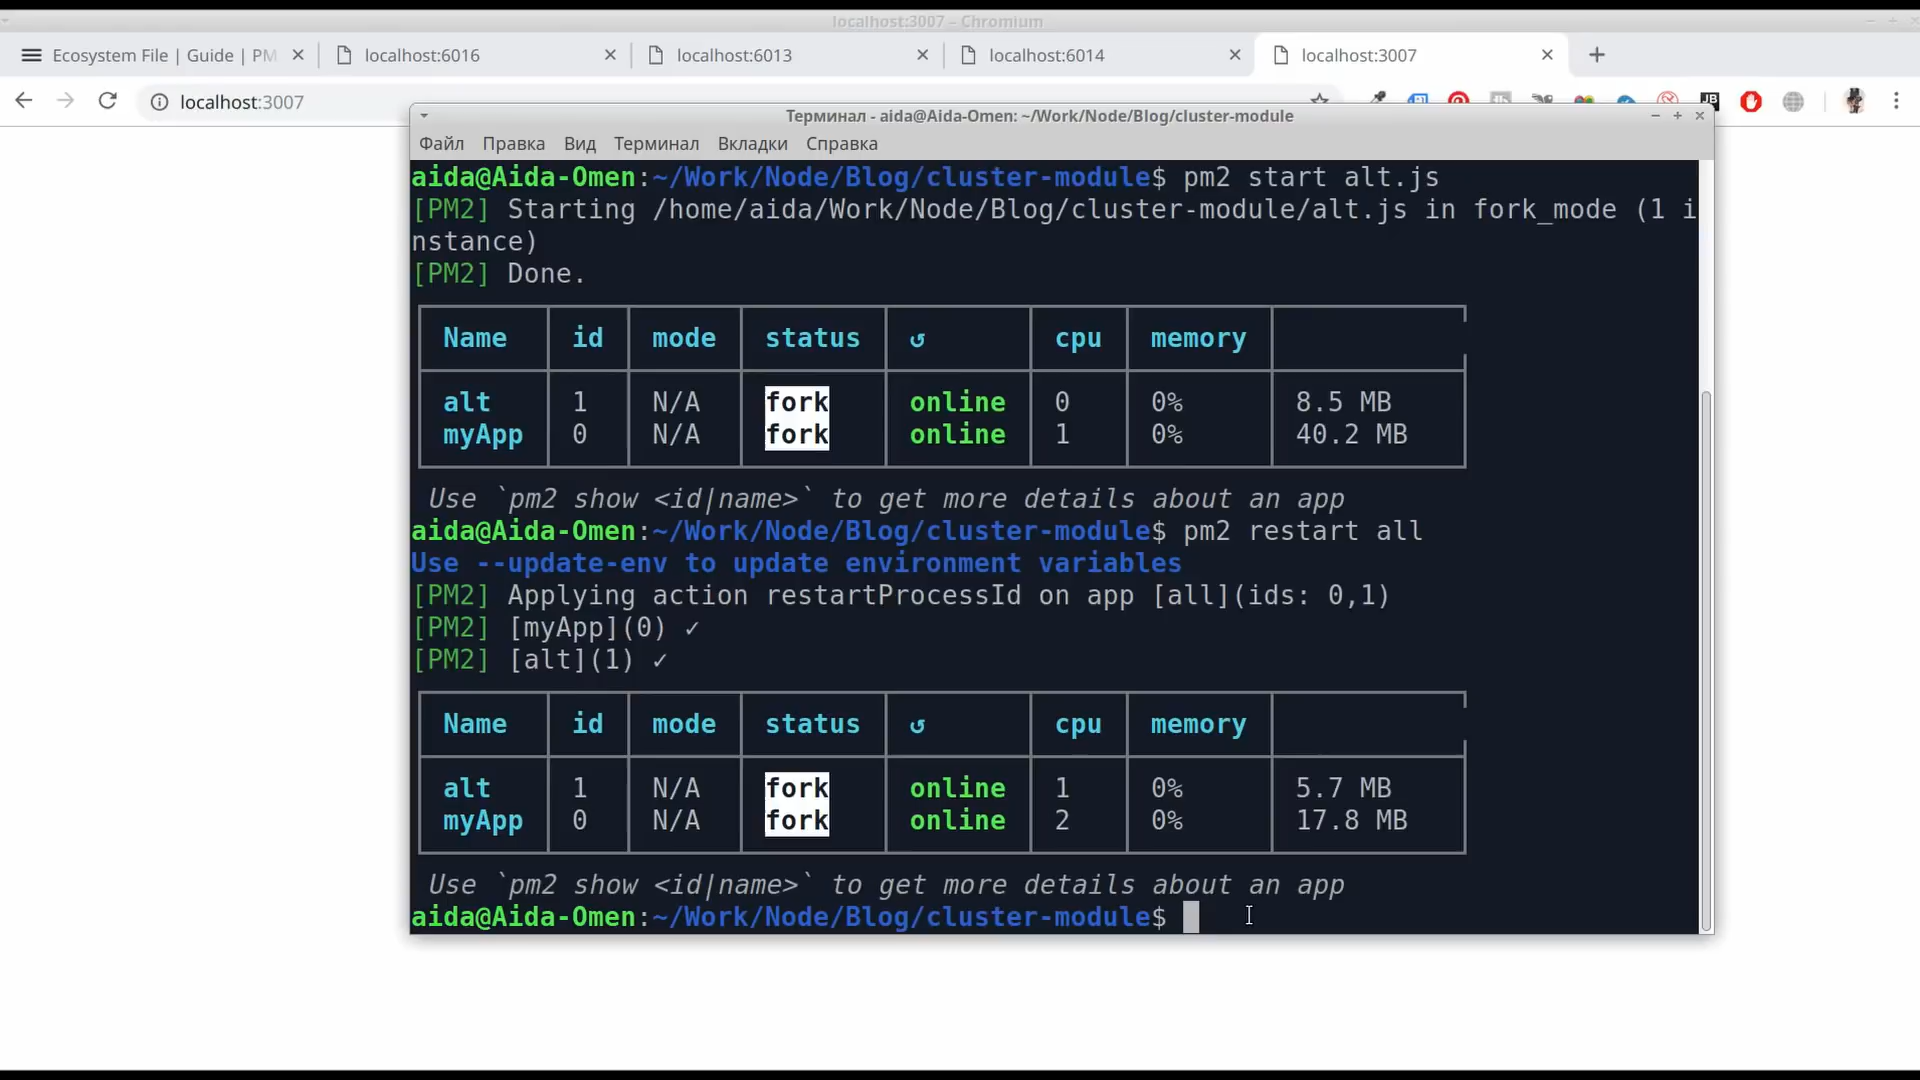 localhost:3007 – Chromium
Ecosystem File | Guide | PM
localhost:6016
localhost:6013
localhost:6014
localhost:3007
localhost:3007
Терминал - aida@Aida-Omen: ~/Work/Node/Blog/cluster-module
Файл Правка Вид Терминал Вкладки Справка
aida@Aida-Omen:~/Work/Node/Blog/cluster-module$ pm2 start alt.js
[PM2] Starting /home/aida/Work/Node/Blog/cluster-module/alt.js in fork_mode (1 i
nstance)
[PM2] Done.
Name id mode status ↺ cpu memory
alt 1 N/A fork online 0 0% 8.5 MB
myApp 0 N/A fork online 1 0% 40.2 MB
Use `pm2 show <id|name>` to get more details about an app
aida@Aida-Omen:~/Work/Node/Blog/cluster-module$ pm2 restart all
Use --update-env to update environment variables
[PM2] Applying action restartProcessId on app [all](ids: 0,1)
[PM2] [myApp](0) ✓
[PM2] [alt](1) ✓
Name id mode status ↺ cpu memory
alt 1 N/A fork online 1 0% 5.7 MB
myApp 0 N/A fork online 2 0% 17.8 MB
Use `pm2 show <id|name>` to get more details about an app
aida@Aida-Omen:~/Work/Node/Blog/cluster-module$